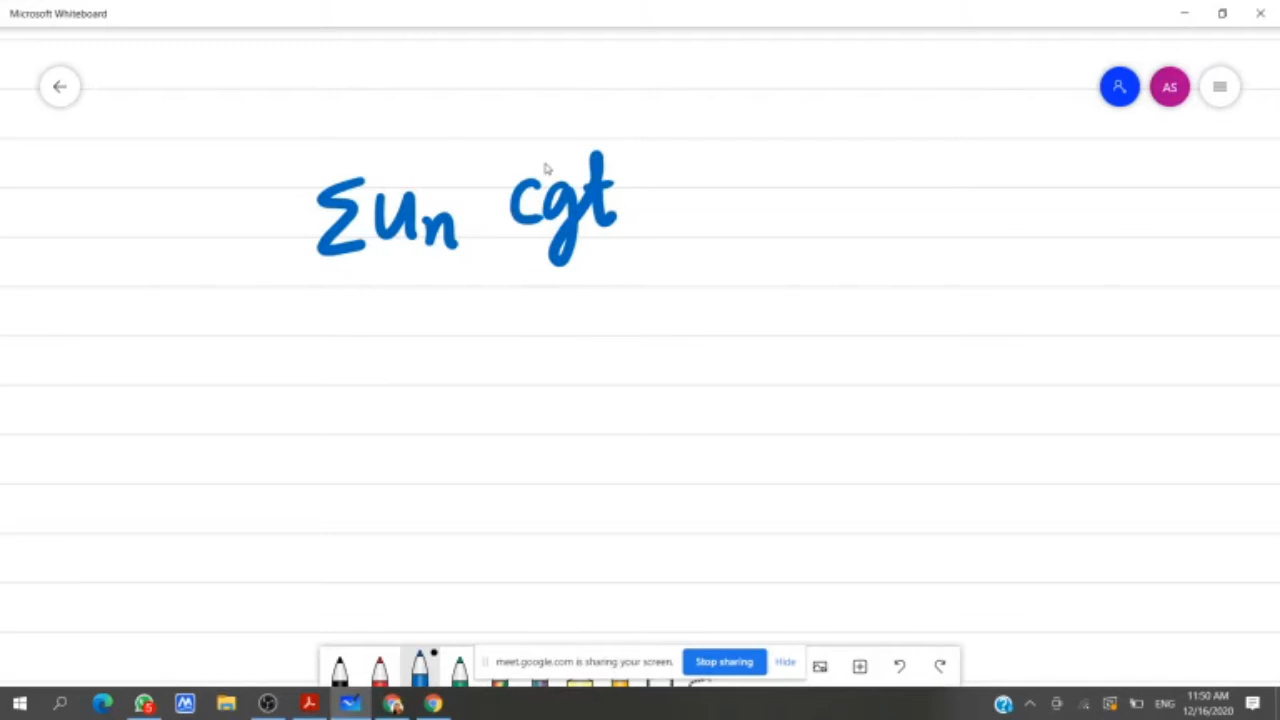 Microsoft Whiteboard
AS
Σun cgt
meet.google.com is sharing your screen.
Stop sharing
Hide
5
ENG
11:50 AM
12/16/2020